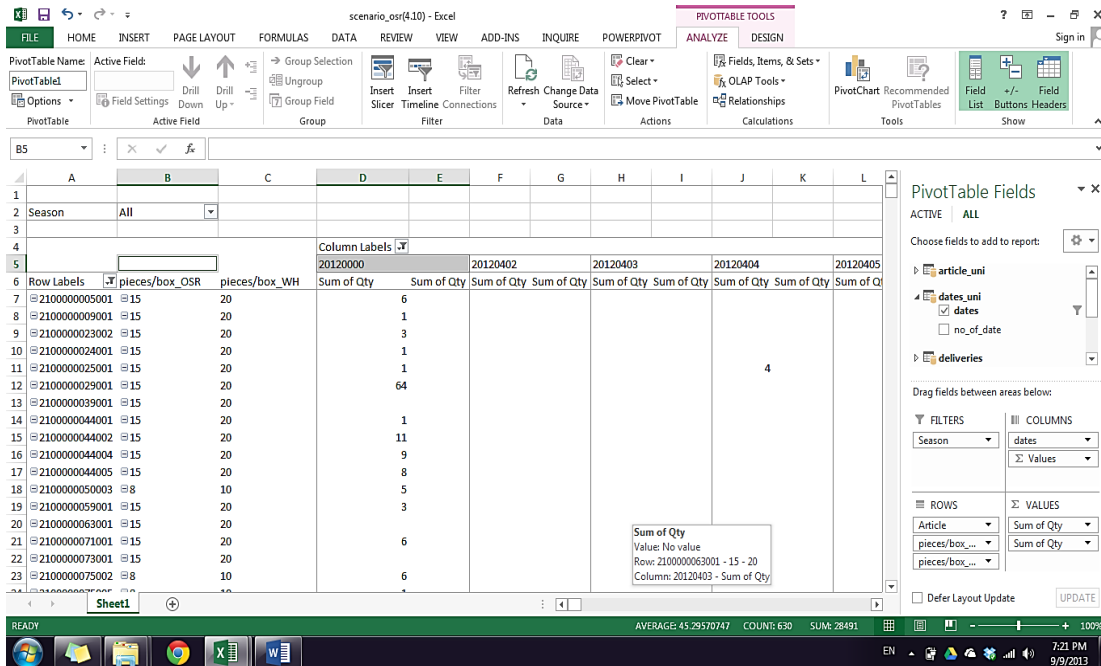 scenario_osr(4.10) - Excel
PIVOTTABLE TOOLS
FILE HOME INSERT PAGE LAYOUT FORMULAS DATA REVIEW VIEW ADD-INS INQUIRE POWERPIVOT ANALYZE DESIGN Sign in
PivotTable Name: Active Field:
PivotTable1
Options
Field Settings
Drill Down
Drill Up
Group Selection
Ungroup
Group Field
Insert Slicer
Insert Timeline
Filter Connections
Refresh
Change Data Source
Clear
Select
Move PivotTable
Fields, Items, & Sets
OLAP Tools
Relationships
PivotChart
Recommended PivotTables
Field List
+/- Buttons
Field Headers
PivotTable Active Field Group Filter Data Actions Calculations Tools Show
B5 fx
A B C D E F G H I J K L
1
2 Season All
3
4 Column Labels
5 20120000 20120402 20120403 20120404 20120405
6 Row Labels pieces/box_OSR pieces/box_WH Sum of Qty Sum of Qty Sum of Qty Sum of Qty Sum of Qty Sum of Qty Sum of Qty Sum of Qty Sum of Q
7 2100000005001 15 20 6
8 2100000009001 15 20 1
9 2100000023002 15 20 3
10 2100000024001 15 20 1
11 2100000025001 15 20 1 4
12 2100000029001 15 20 64
13 2100000039001 15 20
14 2100000044001 15 20 1
15 2100000044002 15 20 11
16 2100000044004 15 20 9
17 2100000044005 15 20 8
18 2100000050003 8 10 5
19 2100000059001 15 20 3
20 2100000063001 15 20
21 2100000071001 15 20 6
22 2100000073001 15 20
23 2100000075002 8 10 6
Sum of Qty
Value: No value
Row: 2100000063001 - 15 - 20
Column: 20120403 - Sum of Qty
PivotTable Fields
ACTIVE ALL
Choose fields to add to report:
article_uni
dates_uni
dates
no_of_date
deliveries
Drag fields between areas below:
FILTERS COLUMNS
Season dates
Σ Values
ROWS Σ VALUES
Article Sum of Qty
pieces/box_... Sum of Qty
pieces/box_...
Defer Layout Update UPDATE
Sheet1
READY AVERAGE: 45.29570747 COUNT: 630 SUM: 28491 100%
EN 7:21 PM
9/9/2013